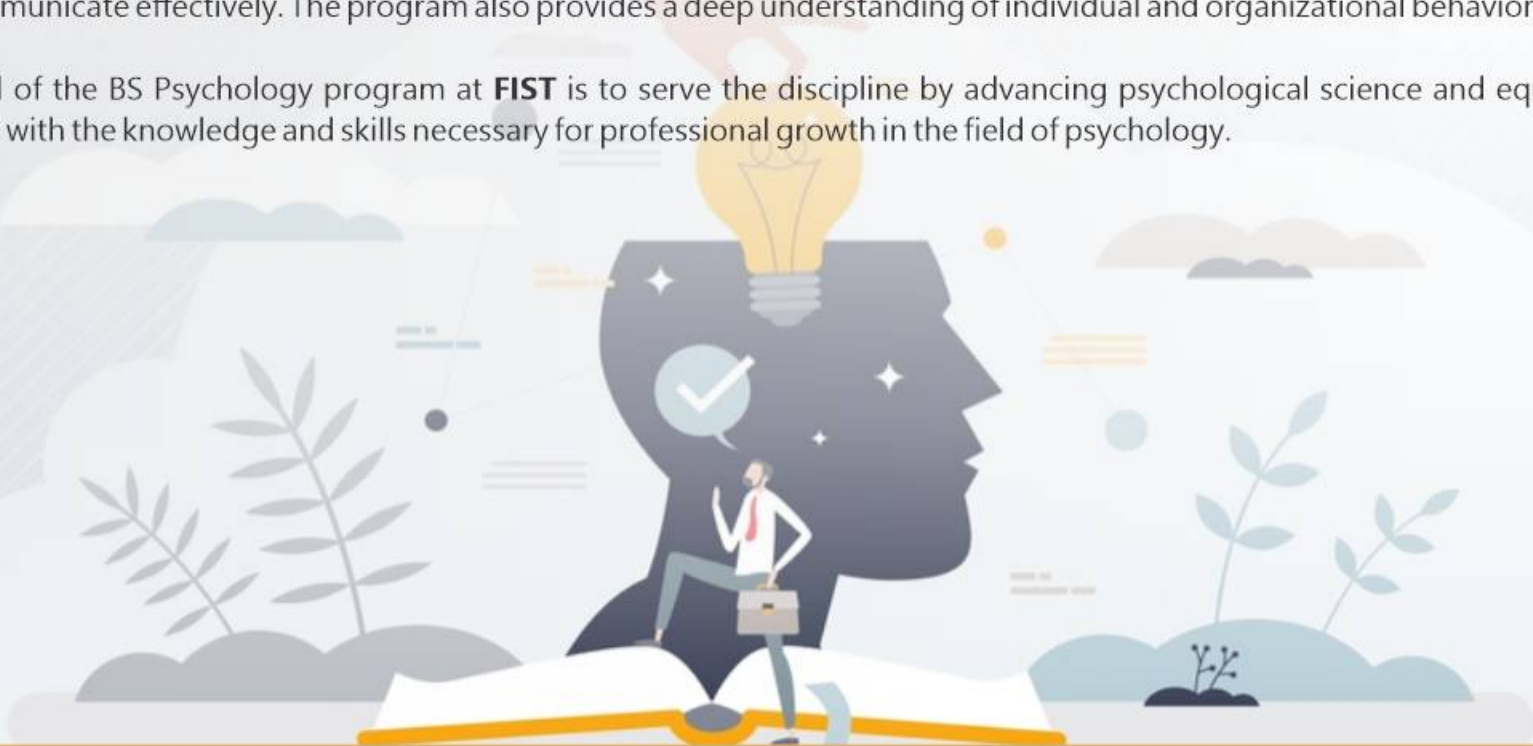 municate effectively. The program also provides a deep understanding of individual and organizational behavior
of the BS Psychology program at FIST is to serve the discipline by advancing psychological science and eq
with the knowledge and skills necessary for professional growth in the field of psychology.